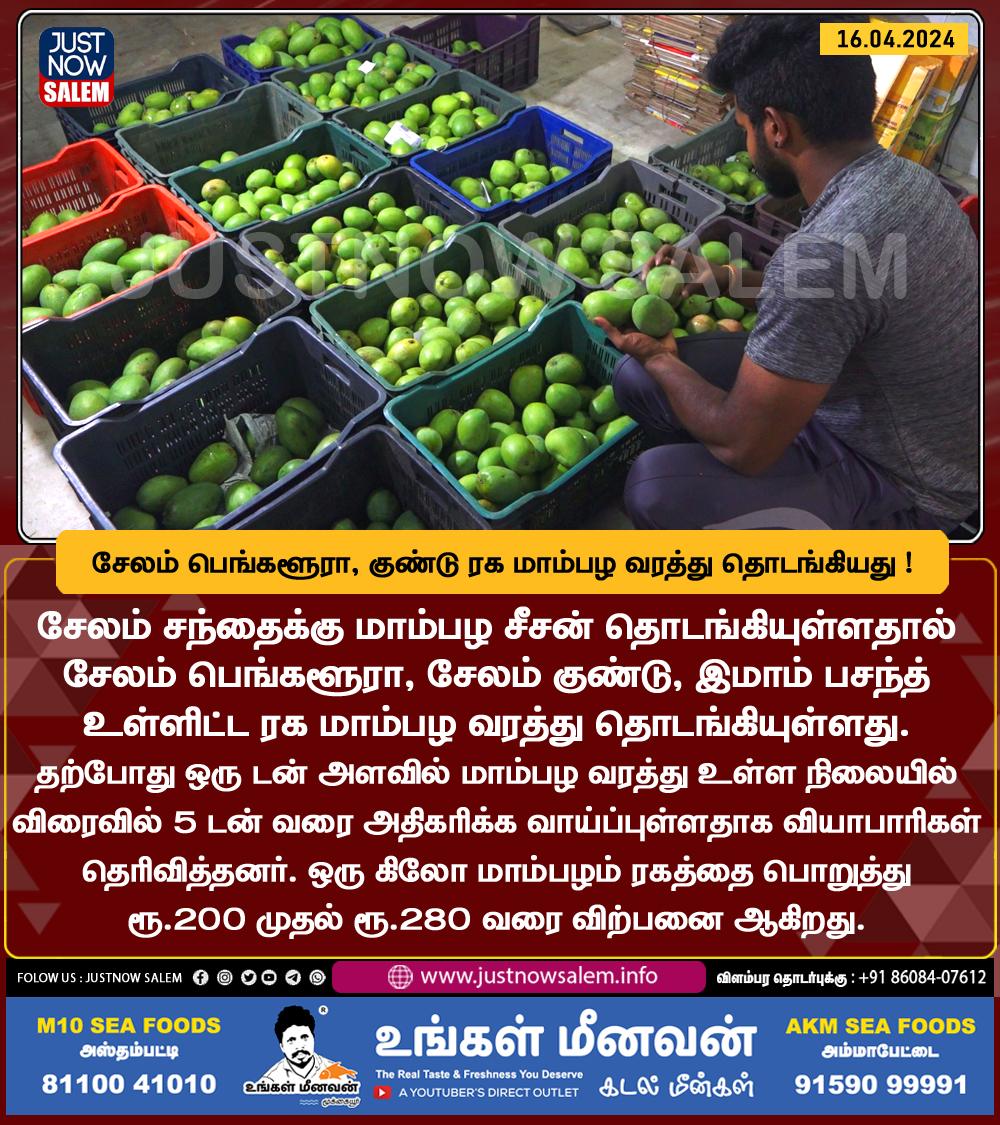 JUST
NOW
SALEM
16.04.2024
JUSTNOW SALEM
சேலம் பெங்களூரா, குண்டு ரக மாம்பழ வரத்து தொடங்கியது !
சேலம் சந்தைக்கு மாம்பழ சீசன் தொடங்கியுள்ளதால்
சேலம் பெங்களூரா, சேலம் குண்டு, இமாம் பசந்த்
உள்ளிட்ட ரக மாம்பழ வரத்து தொடங்கியுள்ளது.
தற்போது ஒரு டன் அளவில் மாம்பழ வரத்து உள்ள நிலையில்
விரைவில் 5 டன் வரை அதிகரிக்க வாய்ப்புள்ளதாக வியாபாரிகள்
தெரிவித்தனர். ஒரு கிலோ மாம்பழம் ரகத்தை பொறுத்து
ரூ.200 முதல் ரூ.280 வரை விற்பனை ஆகிறது.
FOLOW US : JUSTNOW SALEM
www.justnowsalem.info
விளம்பர தொடர்புக்கு : +91 86084-07612
M10 SEA FOODS
அஸ்தம்பட்டி
81100 41010
®
உங்கள் மீனவன்
மூக்கையூர்
உங்கள் மீனவன்
The Real Taste & Freshness You Deserve
A YOUTUBER'S DIRECT OUTLET
கடல் மீன்கள்
AKM SEA FOODS
அம்மாபேட்டை
91590 99991